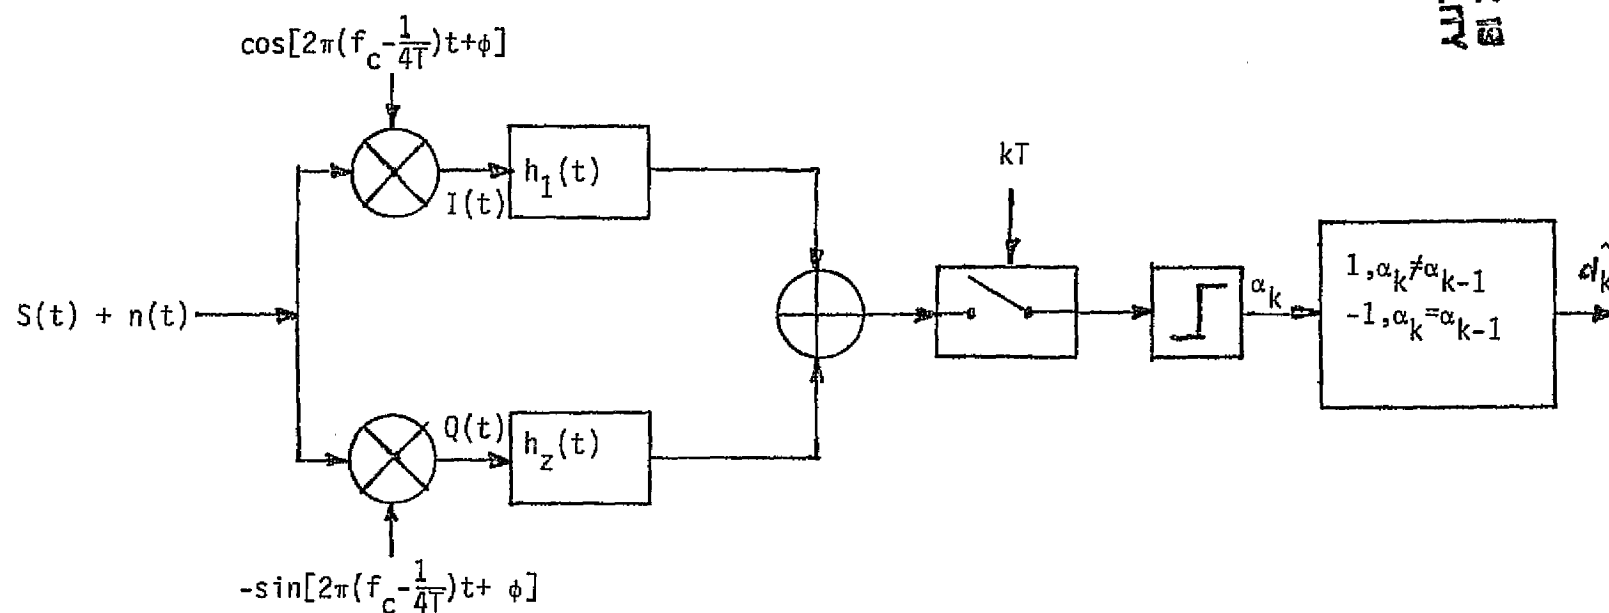 cos[2π(f_c-1/4T)t+φ]
I(t)
h_1(t)
kT
S(t) + n(t)
α_k
1,α_k≠α_k-1
-1,α_k=α_k-1
d̂_k
Q(t)
h_z(t)
-sin[2π(f_c-1/4T)t+ φ]